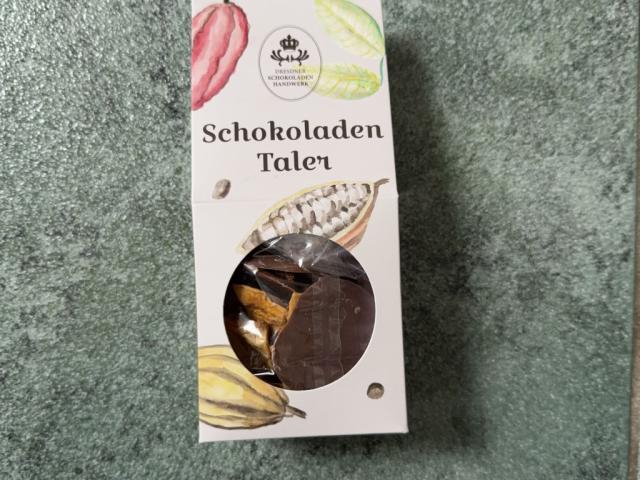 DRESDNER
SCHOKOLADEN
HANDWERK
Schokoladen
Taler